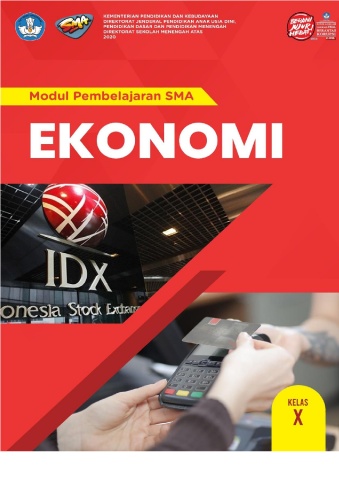 KEMENTERIAN PENDIDIKAN DAN KEBUDAYAAN
DIREKTORAT JENDERAL PENDIDIKAN ANAK USIA DINI,
PENDIDIKAN DASAR DAN PENDIDIKAN MENENGAH
DIREKTORAT SEKOLAH MENENGAH ATAS
2020
SMA
Modul Pembelajaran SMA
EKONOMI
IDX
onesia Stock Exchan
KELAS
X